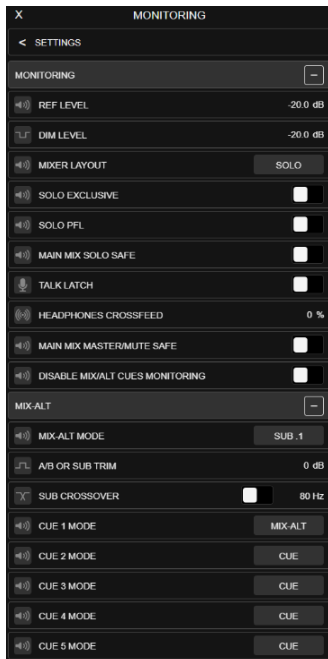 X MONITORING
< SETTINGS
MONITORING –
REF LEVEL -20.0 dB
DIM LEVEL -20.0 dB
MIXER LAYOUT SOLO
SOLO EXCLUSIVE
SOLO PFL
MAIN MIX SOLO SAFE
TALK LATCH
HEADPHONES CROSSFEED 0 %
MAIN MIX MASTER/MUTE SAFE
DISABLE MIX/ALT CUES MONITORING
MIX-ALT –
MIX-ALT MODE SUB .1
A/B OR SUB TRIM 0 dB
SUB CROSSOVER 80 Hz
CUE 1 MODE MIX-ALT
CUE 2 MODE CUE
CUE 3 MODE CUE
CUE 4 MODE CUE
CUE 5 MODE CUE